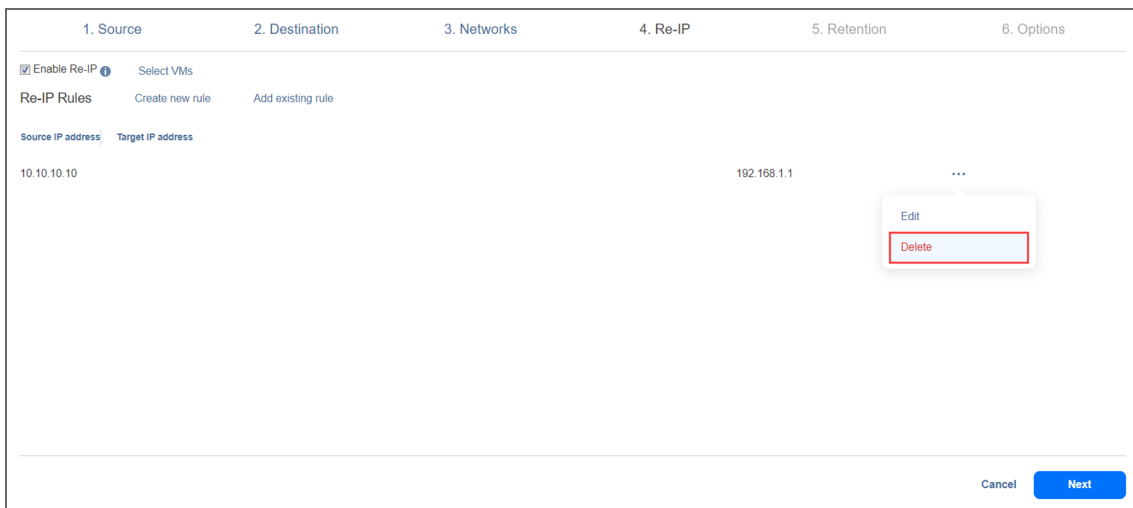 1. Source 2. Destination 3. Networks 4. Re-IP 5. Retention 6. Options
Enable Re-IP Select VMs
Re-IP Rules Create new rule Add existing rule
Source IP address Target IP address
10.10.10.10 192.168.1.1 ...
Edit
Delete
Cancel Next